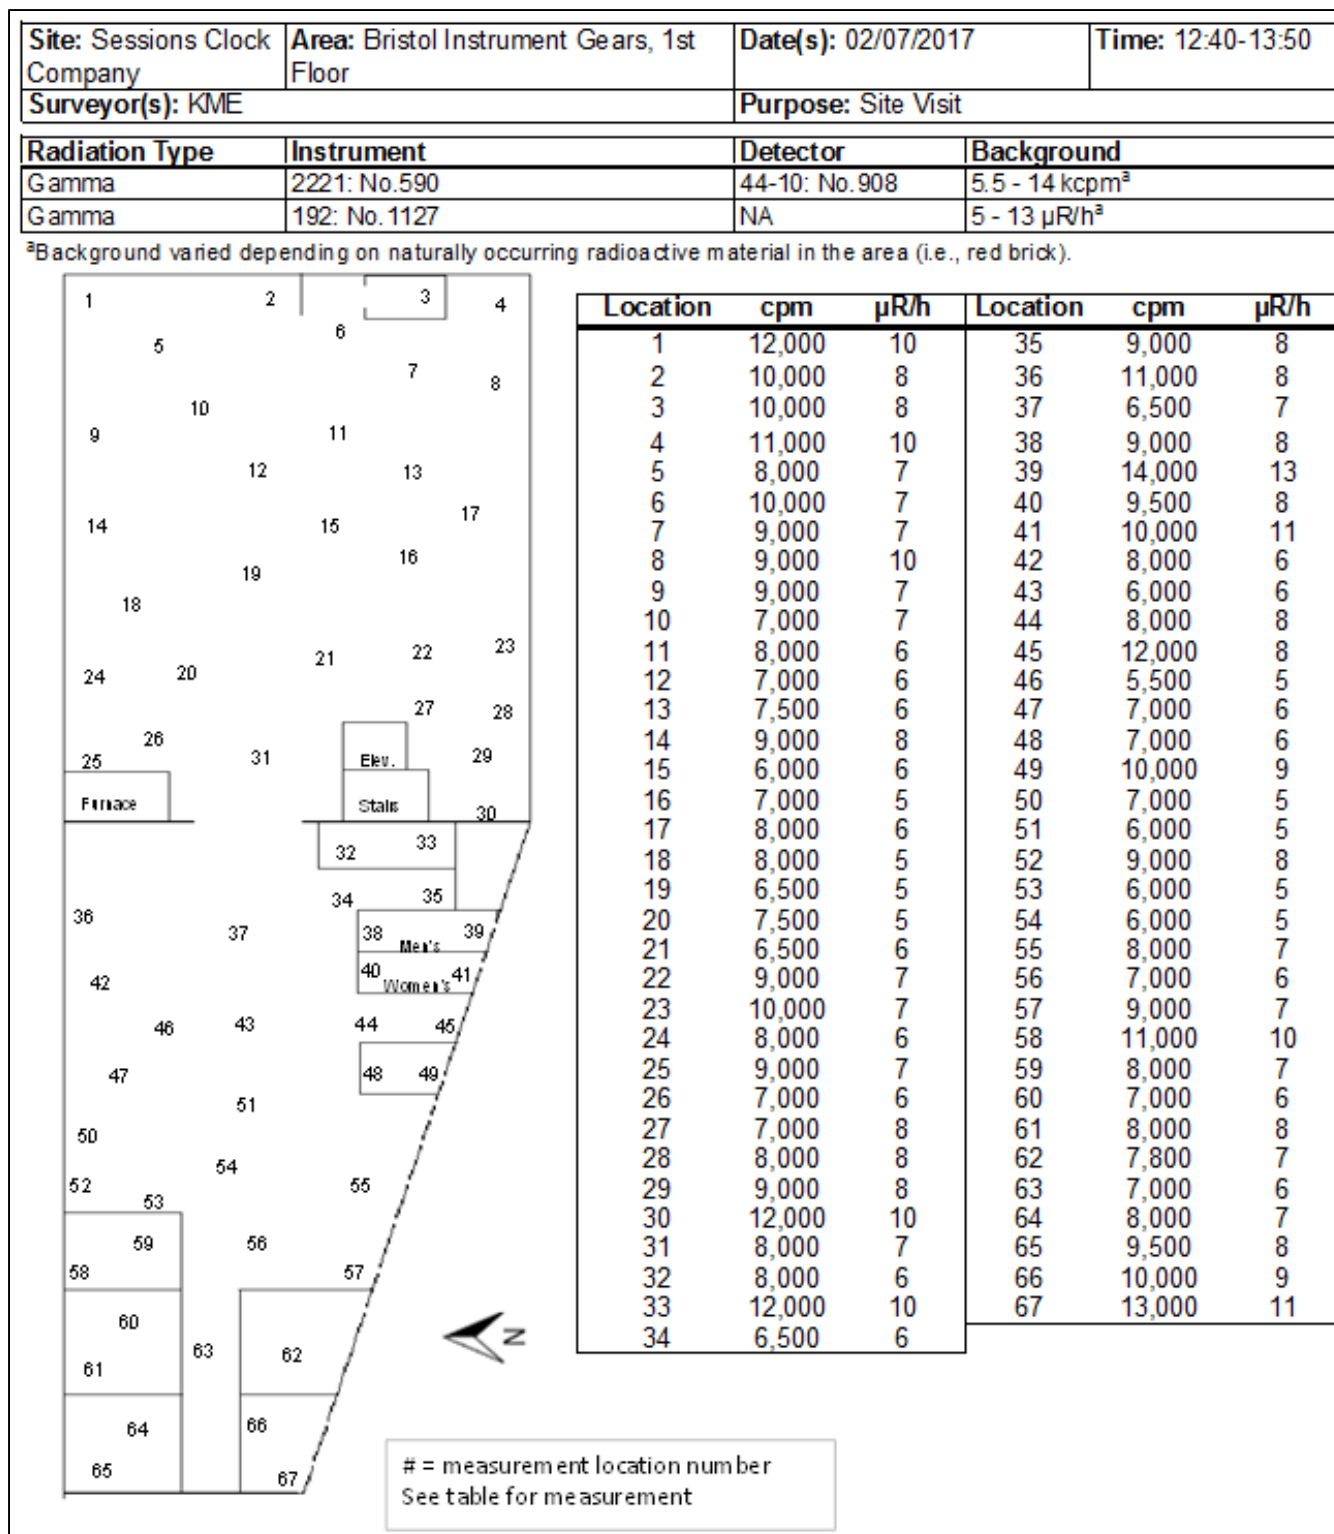 Site: Sessions Clock Company Area: Bristol Instrument Gears, 1st Floor Date(s): 02/07/2017 Time: 12:40-13:50
Surveyor(s): KME Purpose: Site Visit
Radiation Type Instrument Detector Background
Gamma 2221: No.590 44-10: No.908 5.5 - 14 kcpmª
Gamma 192: No.1127 NA 5 - 13 µR/hª
ªBackground varied depending on naturally occurring radioactive material in the area (i.e., red brick).
1 2 3 4
6
5
7 8
10
9 11
12 13
14 15 17
16
19
18
21 22 23
24 20
27 28
26
25 31 Elev. 29
Furnace Stairs 30
32 33
34 35
36 37 38 Men's 39
40 Women's 41
42
46 43 44 45
47 48 49
51
50
54
52 53 55
59 56
58 57
60
61 63 62
64 66
65 67
N
Location cpm µR/h Location cpm µR/h
1 12,000 10 35 9,000 8
2 10,000 8 36 11,000 8
3 10,000 8 37 6,500 7
4 11,000 10 38 9,000 8
5 8,000 7 39 14,000 13
6 10,000 7 40 9,500 8
7 9,000 7 41 10,000 11
8 9,000 10 42 8,000 6
9 9,000 7 43 6,000 6
10 7,000 7 44 8,000 8
11 8,000 6 45 12,000 8
12 7,000 6 46 5,500 5
13 7,500 6 47 7,000 6
14 9,000 8 48 7,000 6
15 6,000 6 49 10,000 9
16 7,000 5 50 7,000 5
17 8,000 6 51 6,000 5
18 8,000 5 52 9,000 8
19 6,500 5 53 6,000 5
20 7,500 5 54 6,000 5
21 6,500 6 55 8,000 7
22 9,000 7 56 7,000 6
23 10,000 7 57 9,000 7
24 8,000 6 58 11,000 10
25 9,000 7 59 8,000 7
26 7,000 6 60 7,000 6
27 7,000 8 61 8,000 8
28 8,000 8 62 7,800 7
29 9,000 8 63 7,000 6
30 12,000 10 64 8,000 7
31 8,000 7 65 9,500 8
32 8,000 6 66 10,000 9
33 12,000 10 67 13,000 11
34 6,500 6
# = measurement location number
See table for measurement